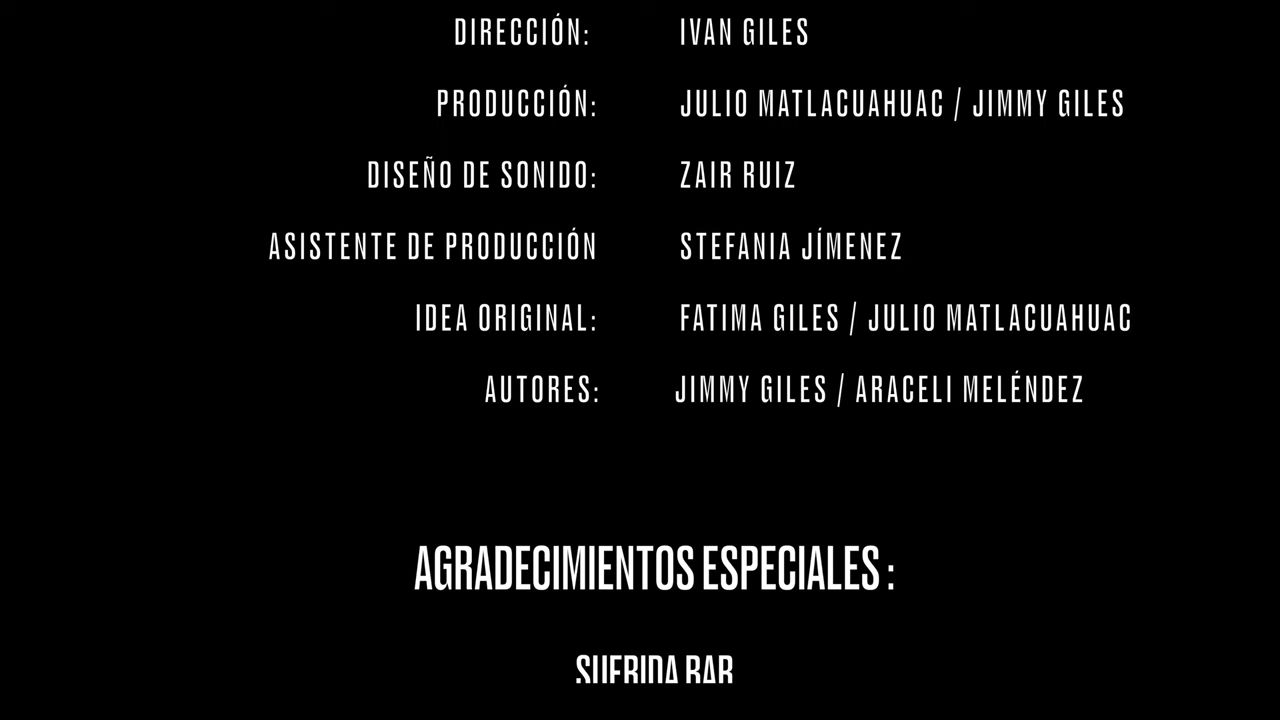 DIRECCIÓN: IVAN GILES
PRODUCCIÓN: JULIO MATLACUAHUAC / JIMMY GILES
DISEÑO DE SONIDO: ZAIR RUIZ
ASISTENTE DE PRODUCCIÓN STEFANIA JÍMENEZ
IDEA ORIGINAL: FATIMA GILES / JULIO MATLACUAHUAC
AUTORES: JIMMY GILES / ARACELI MELÉNDEZ
AGRADECIMIENTOS ESPECIALES :
BAR